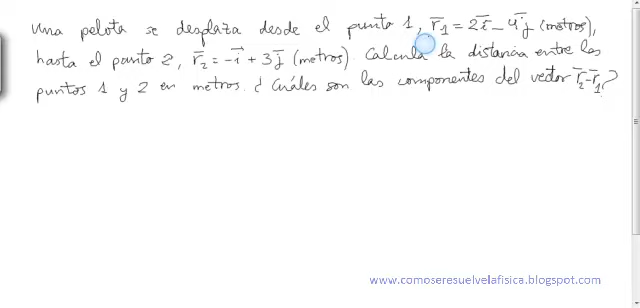 Una pelota se desplaza desde el punto 1, r⃗₁ = 2i⃗ − 4j⃗ (metros),
hasta el punto 2, r⃗₂ = −i⃗ + 3j⃗ (metros). Calcula la distancia entre los
puntos 1 y 2 en metros. ¿Cuáles son las componentes del vector r⃗₂−r⃗₁?
www.comoseresuelvelafisica.blogspot.com